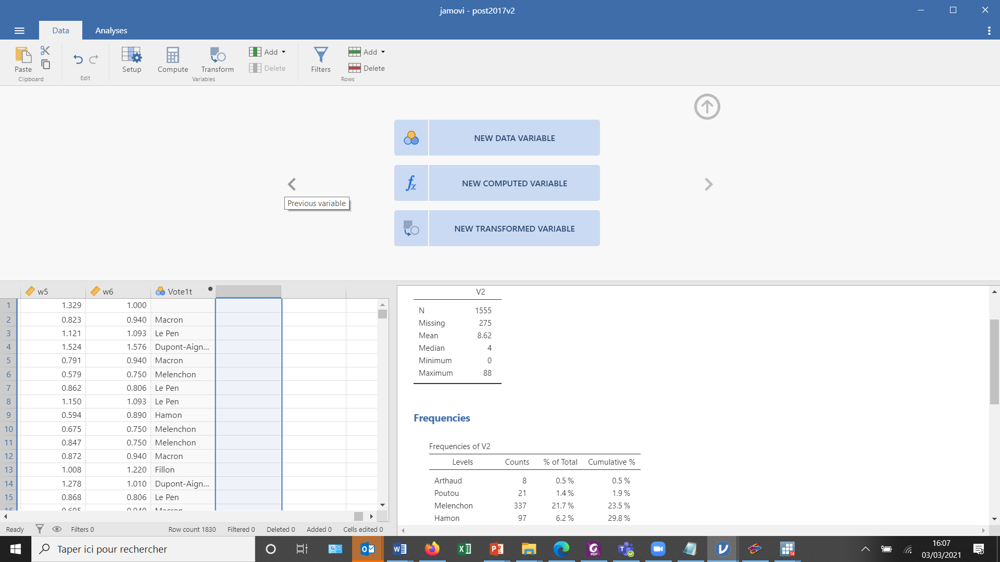 jamovi - post2017v2
Data Analyses
Paste
Clipboard
Edit
Setup
Compute
Transform
Add
Delete
Variables
Filters
Add
Delete
Rows
NEW DATA VARIABLE
fx NEW COMPUTED VARIABLE
Previous variable
NEW TRANSFORMED VARIABLE
w5 w6 Vote1t
1 1.329 1.000
2 0.823 0.940 Macron
3 1.121 1.093 Le Pen
4 1.524 1.576 Dupont-Aign...
5 0.791 0.940 Macron
6 0.579 0.750 Melenchon
7 0.862 0.806 Le Pen
8 1.150 1.093 Le Pen
9 0.594 0.890 Hamon
10 0.675 0.750 Melenchon
11 0.847 0.750 Melenchon
12 0.872 0.940 Macron
13 1.008 1.220 Fillon
14 1.278 1.010 Dupont-Aign...
15 0.868 0.806 Le Pen
16 0.695 0.940 Macron
V2
N 1555
Missing 275
Mean 8.62
Median 4
Minimum 0
Maximum 88
Frequencies
Frequencies of V2
Levels Counts % of Total Cumulative %
Arthaud 8 0.5 % 0.5 %
Poutou 21 1.4 % 1.9 %
Melenchon 337 21.7 % 23.5 %
Hamon 97 6.2 % 29.8 %
Ready Filters 0 Row count 1830 Filtered 0 Deleted 0 Added 0 Cells edited 0
Taper ici pour rechercher
PDF
14
16:07
03/03/2021